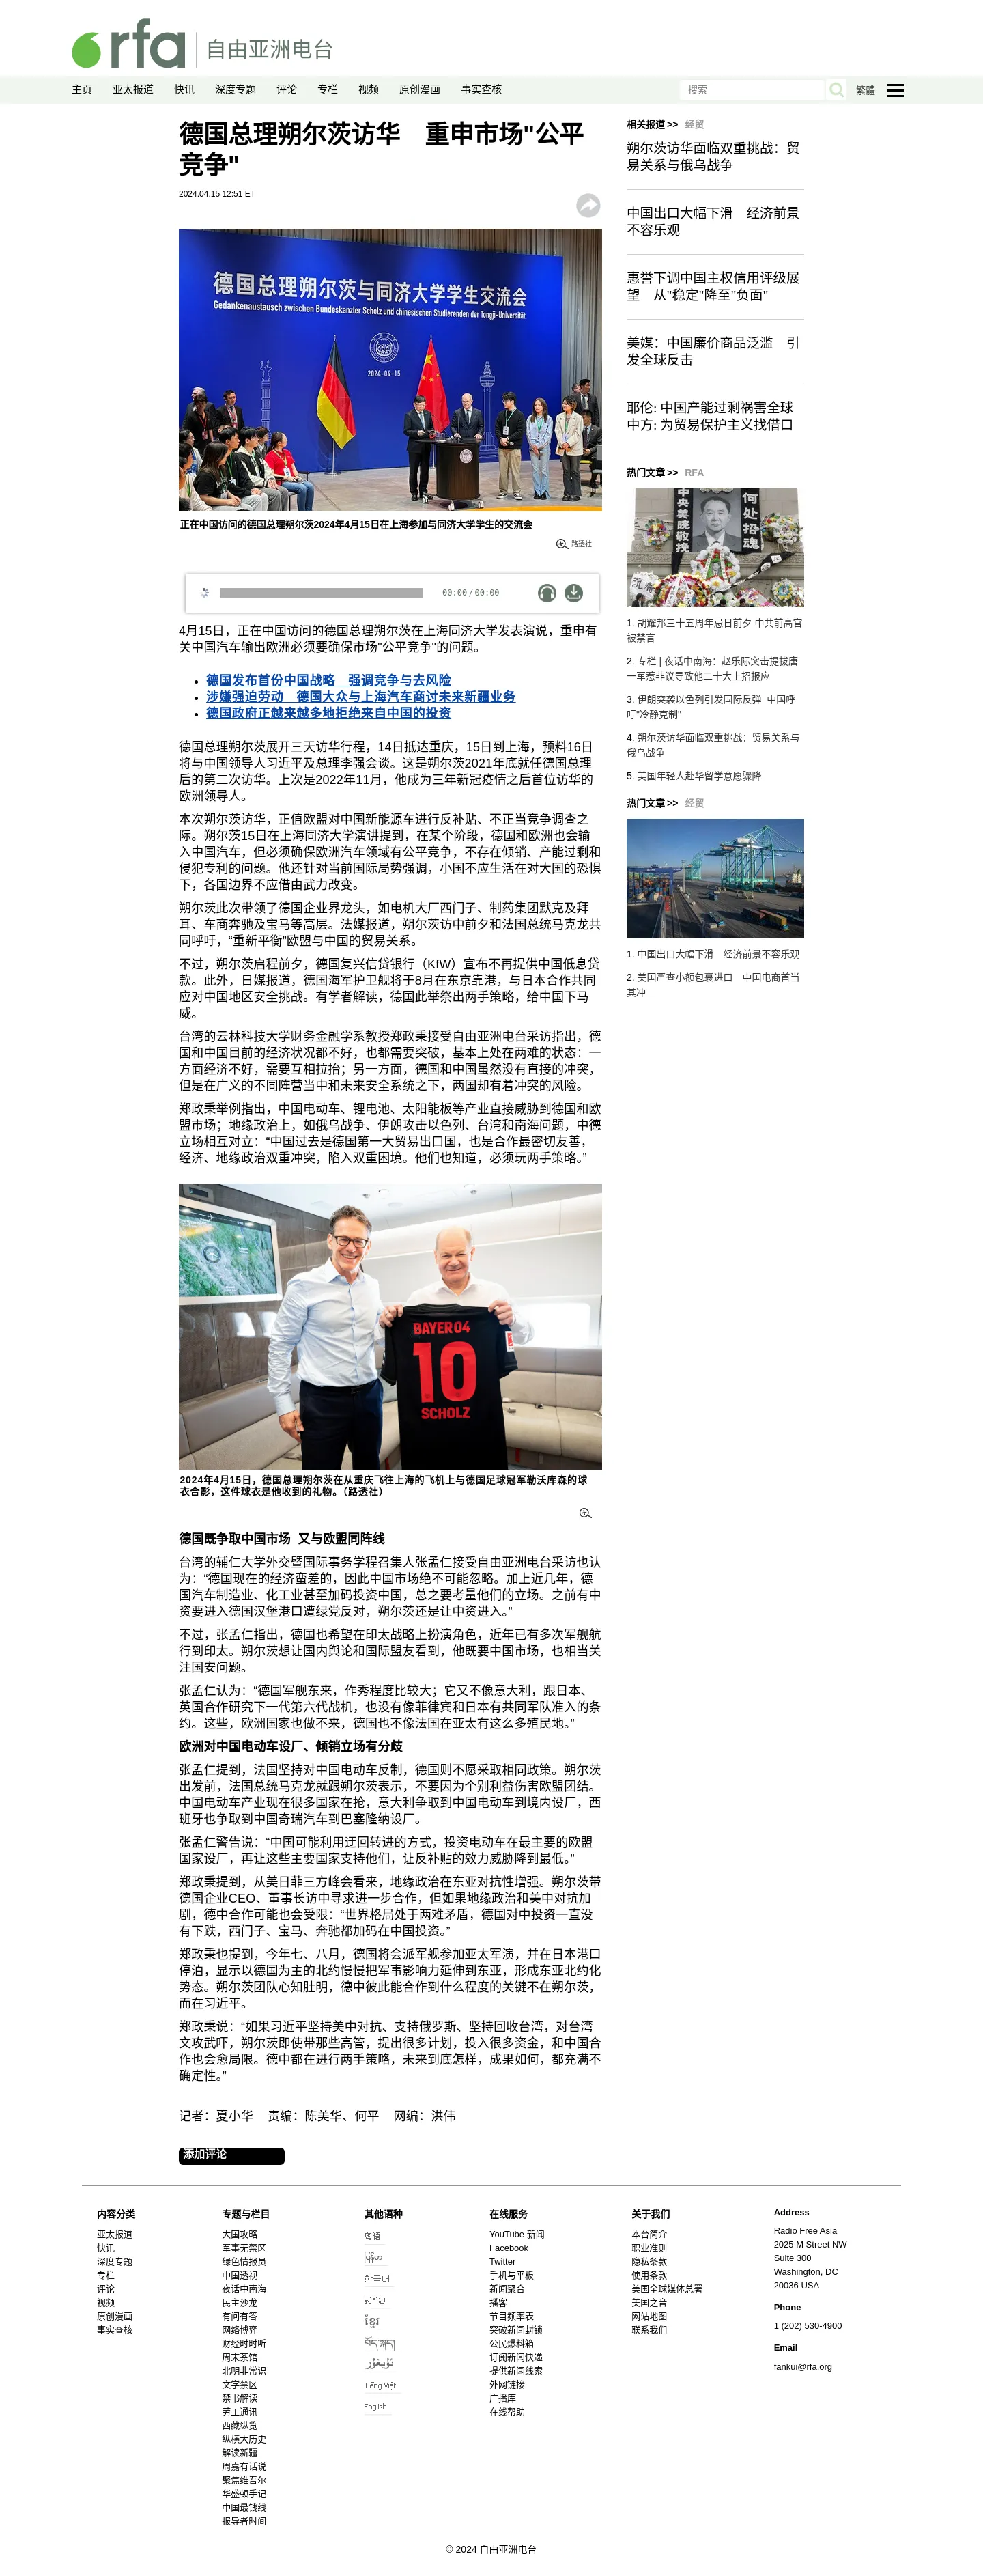 rfa 自由亚洲电台
主页 亚太报道 快讯 深度专题 评论 专栏 视频 原创漫画 事实查核 搜索 繁體
德国总理朔尔茨访华　重申市场"公平
竞争"
2024.04.15 12:51 ET
德国总理朔尔茨与同济大学学生交流会
Gedankenaustausch zwischen Bundeskanzler Scholz und chinesischen Studierenden der Tongji-Universität
2024-04-15
正在中国访问的德国总理朔尔茨2024年4月15日在上海参加与同济大学学生的交流会
路透社
00:00 / 00:00
4月15日，正在中国访问的德国总理朔尔茨在上海同济大学发表演说，重申有
关中国汽车输出欧洲必须要确保市场"公平竞争"的问题。
德国发布首份中国战略　强调竞争与去风险
涉嫌强迫劳动　德国大众与上海汽车商讨未来新疆业务
德国政府正越来越多地拒绝来自中国的投资
德国总理朔尔茨展开三天访华行程，14日抵达重庆，15日到上海，预料16日
将与中国领导人习近平及总理李强会谈。这是朔尔茨2021年底就任德国总理
后的第二次访华。上次是2022年11月，他成为三年新冠疫情之后首位访华的
欧洲领导人。
本次朔尔茨访华，正值欧盟对中国新能源车进行反补贴、不正当竞争调查之
际。朔尔茨15日在上海同济大学演讲提到，在某个阶段，德国和欧洲也会输
入中国汽车，但必须确保欧洲汽车领域有公平竞争，不存在倾销、产能过剩和
侵犯专利的问题。他还针对当前国际局势强调，小国不应生活在对大国的恐惧
下，各国边界不应借由武力改变。
朔尔茨此次带领了德国企业界龙头，如电机大厂西门子、制药集团默克及拜
耳、车商奔驰及宝马等高层。法媒报道，朔尔茨访中前夕和法国总统马克龙共
同呼吁，“重新平衡”欧盟与中国的贸易关系。
不过，朔尔茨启程前夕，德国复兴信贷银行（KfW）宣布不再提供中国低息贷
款。此外，日媒报道，德国海军护卫舰将于8月在东京靠港，与日本合作共同
应对中国地区安全挑战。有学者解读，德国此举祭出两手策略，给中国下马
威。
台湾的云林科技大学财务金融学系教授郑政秉接受自由亚洲电台采访指出，德
国和中国目前的经济状况都不好，也都需要突破，基本上处在两难的状态：一
方面经济不好，需要互相拉抬；另一方面，德国和中国虽然没有直接的冲突，
但是在广义的不同阵营当中和未来安全系统之下，两国却有着冲突的风险。
郑政秉举例指出，中国电动车、锂电池、太阳能板等产业直接威胁到德国和欧
盟市场；地缘政治上，如俄乌战争、伊朗攻击以色列、台湾和南海问题，中德
立场相互对立：“中国过去是德国第一大贸易出口国，也是合作最密切友善，
经济、地缘政治双重冲突，陷入双重困境。他们也知道，必须玩两手策略。”
BAYER04
10
SCHOLZ
2024年4月15日，德国总理朔尔茨在从重庆飞往上海的飞机上与德国足球冠军勒沃库森的球
衣合影，这件球衣是他收到的礼物。（路透社）
德国既争取中国市场  又与欧盟同阵线
台湾的辅仁大学外交暨国际事务学程召集人张孟仁接受自由亚洲电台采访也认
为：“德国现在的经济蛮差的，因此中国市场绝不可能忽略。加上近几年，德
国汽车制造业、化工业甚至加码投资中国，总之要考量他们的立场。之前有中
资要进入德国汉堡港口遭绿党反对，朔尔茨还是让中资进入。”
不过，张孟仁指出，德国也希望在印太战略上扮演角色，近年已有多次军舰航
行到印太。朔尔茨想让国内舆论和国际盟友看到，他既要中国市场，也相当关
注国安问题。
张孟仁认为：“德国军舰东来，作秀程度比较大；它又不像意大利，跟日本、
英国合作研究下一代第六代战机，也没有像菲律宾和日本有共同军队准入的条
约。这些，欧洲国家也做不来，德国也不像法国在亚太有这么多殖民地。”
欧洲对中国电动车设厂、倾销立场有分歧
张孟仁提到，法国坚持对中国电动车反制，德国则不愿采取相同政策。朔尔茨
出发前，法国总统马克龙就跟朔尔茨表示，不要因为个别利益伤害欧盟团结。
中国电动车产业现在很多国家在抢，意大利争取到中国电动车到境内设厂，西
班牙也争取到中国奇瑞汽车到巴塞隆纳设厂。
张孟仁警告说：“中国可能利用迂回转进的方式，投资电动车在最主要的欧盟
国家设厂，再让这些主要国家支持他们，让反补贴的效力威胁降到最低。”
郑政秉提到，从美日菲三方峰会看来，地缘政治在东亚对抗性增强。朔尔茨带
德国企业CEO、董事长访中寻求进一步合作，但如果地缘政治和美中对抗加
剧，德中合作可能也会受限：“世界格局处于两难矛盾，德国对中投资一直没
有下跌，西门子、宝马、奔驰都加码在中国投资。”
郑政秉也提到，今年七、八月，德国将会派军舰参加亚太军演，并在日本港口
停泊，显示以德国为主的北约慢慢把军事影响力延伸到东亚，形成东亚北约化
势态。朔尔茨团队心知肚明，德中彼此能合作到什么程度的关键不在朔尔茨，
而在习近平。
郑政秉说：“如果习近平坚持美中对抗、支持俄罗斯、坚持回收台湾，对台湾
文攻武吓，朔尔茨即使带那些高管，提出很多计划，投入很多资金，和中国合
作也会愈局限。德中都在进行两手策略，未来到底怎样，成果如何，都充满不
确定性。”
记者：夏小华　责编：陈美华、何平　网编：洪伟
添加评论
相关报道 >> 经贸
朔尔茨访华面临双重挑战：贸
易关系与俄乌战争
中国出口大幅下滑　经济前景
不容乐观
惠誉下调中国主权信用评级展
望　从"稳定"降至"负面"
美媒：中国廉价商品泛滥　引
发全球反击
耶伦: 中国产能过剩祸害全球
中方: 为贸易保护主义找借口
热门文章 >> RFA
何处招魂
1. 胡耀邦三十五周年忌日前夕 中共前高官
被禁言
2. 专栏 | 夜话中南海：赵乐际突击提拔唐
一军惹非议导致他二十大上招报应
3. 伊朗突袭以色列引发国际反弹  中国呼
吁"冷静克制"
4. 朔尔茨访华面临双重挑战：贸易关系与
俄乌战争
5. 美国年轻人赴华留学意愿骤降
热门文章 >> 经贸
1. 中国出口大幅下滑　经济前景不容乐观
2. 美国严查小额包裹进口　中国电商首当
其冲
内容分类
亚太报道
快讯
深度专题
专栏
评论
视频
原创漫画
事实查核
专题与栏目
大国攻略
军事无禁区
绿色情报员
中国透视
夜话中南海
民主沙龙
有问有答
网络博弈
财经时时听
周末茶馆
北明非常识
文学禁区
禁书解读
劳工通讯
西藏纵览
纵横大历史
解读新疆
周嘉有话说
聚焦维吾尔
华盛顿手记
中国最钱线
报导者时间
其他语种
粤语
မြန်မာ
한국어
ລາວ
ខ្មែរ
བོད་སྐད།
ئۇيغۇر
Tiếng Việt
English
在线服务
YouTube 新闻
Facebook
Twitter
手机与平板
新闻聚合
播客
节目频率表
突破新闻封锁
公民爆料箱
订阅新闻快递
提供新闻线索
外网链接
广播库
在线帮助
关于我们
本台简介
职业准则
隐私条款
使用条款
美国全球媒体总署
美国之音
网站地图
联系我们
Address
Radio Free Asia
2025 M Street NW
Suite 300
Washington, DC
20036 USA
Phone
1 (202) 530-4900
Email
fankui@rfa.org
© 2024 自由亚洲电台